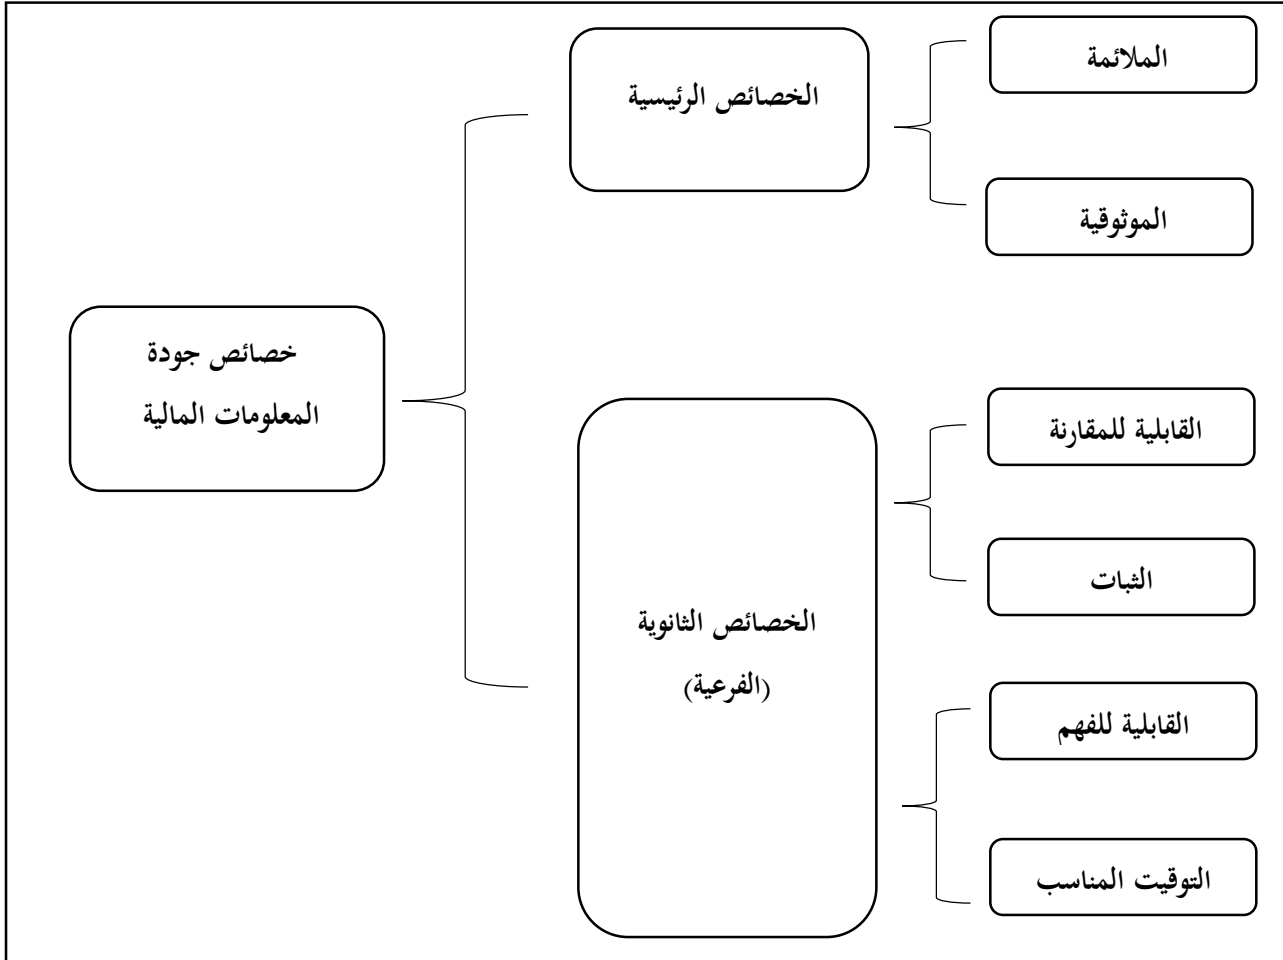 خصائص جودة
المعلومات المالية
الخصائص الرئيسية
الملائمة
الموثوقية
الخصائص الثانوية
(الفرعية)
القابلية للمقارنة
الثبات
القابلية للفهم
التوقيت المناسب